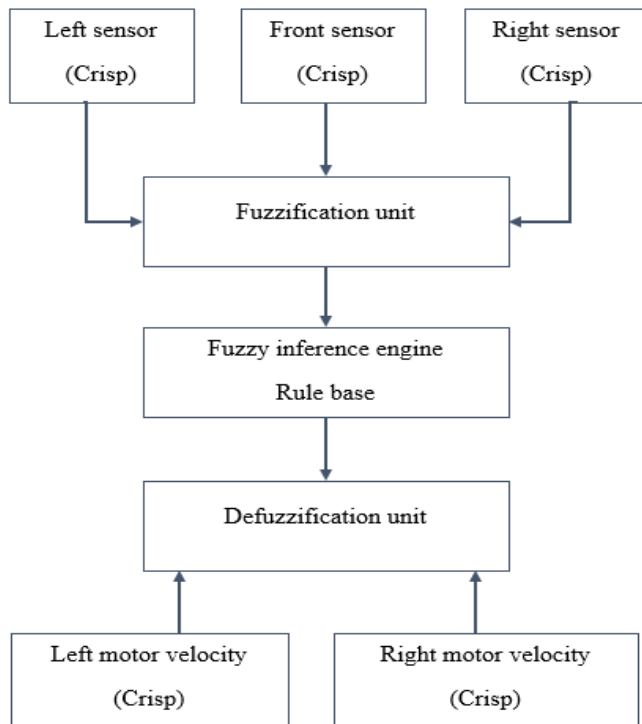 Left sensor
(Crisp)
Front sensor
(Crisp)
Right sensor
(Crisp)
Fuzzification unit
Fuzzy inference engine
Rule base
Defuzzification unit
Left motor velocity
(Crisp)
Right motor velocity
(Crisp)